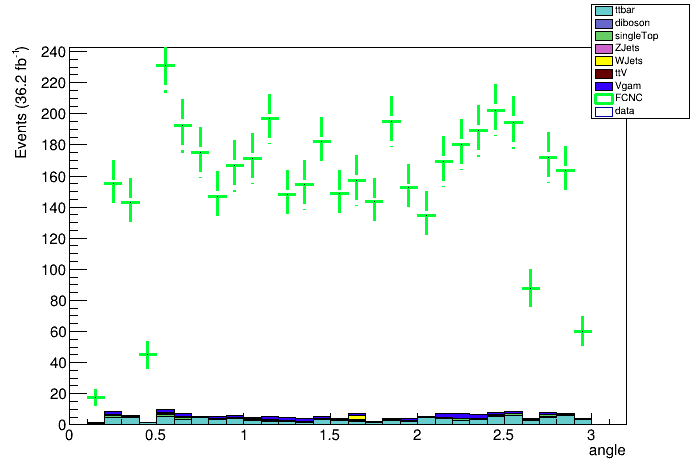 ttbar
diboson
singleTop
ZJets
WJets
ttV
Vgam
FCNC
data
Events (36.2 fb⁻¹)
240
220
200
180
160
140
120
100
80
60
40
20
0
0 0.5 1 1.5 2 2.5 3
angle